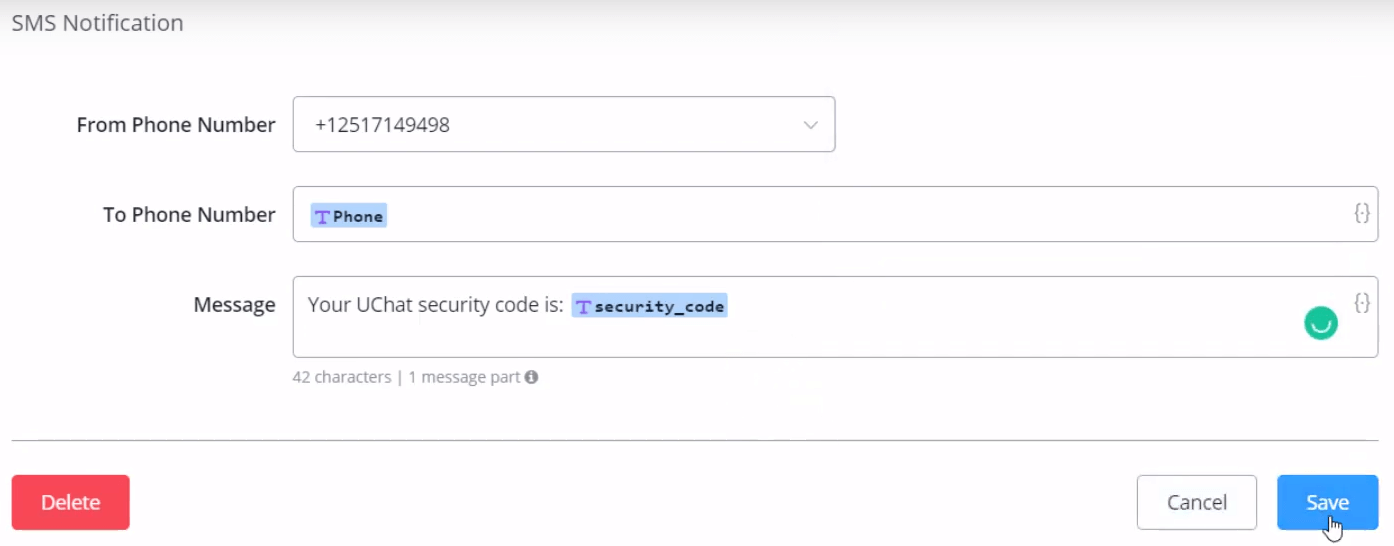 SMS Notification
From Phone Number +12517149498
To Phone Number Phone
Message Your UChat security code is: security_code
42 characters | 1 message part
Delete Cancel Save